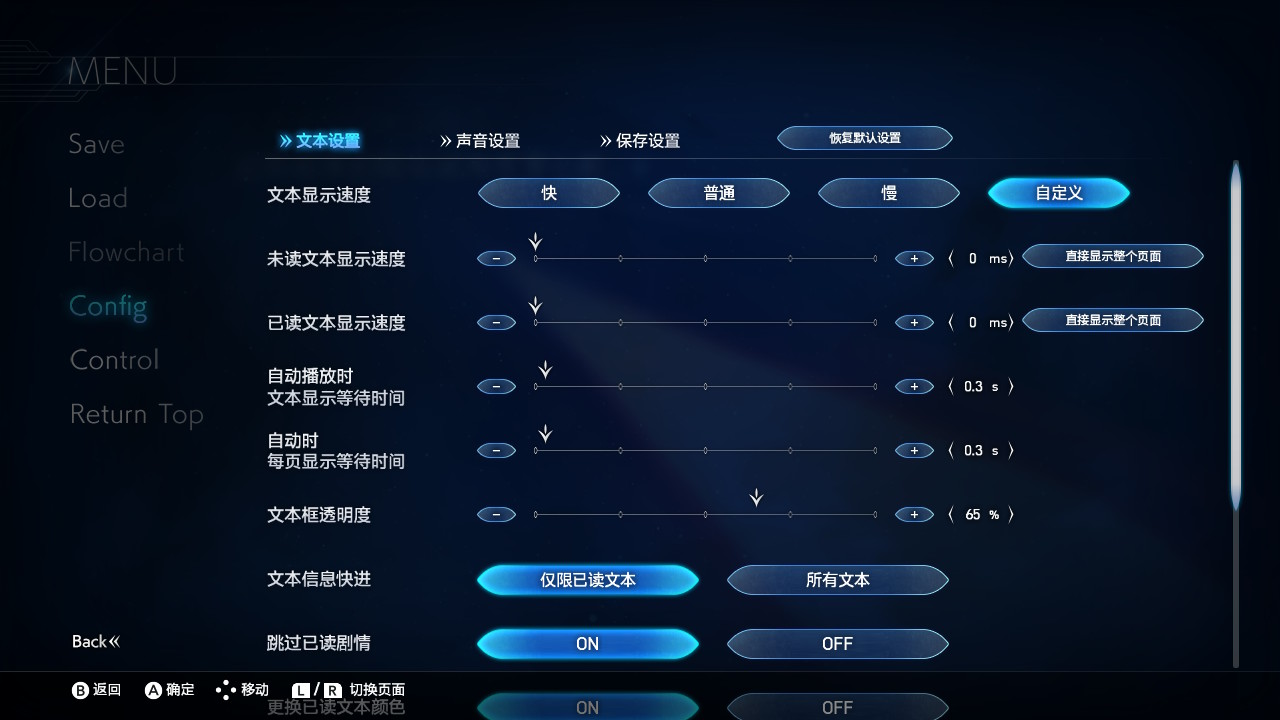 MENU
Save
Load
Flowchart
Config
Control
Return Top
Back«
» 文本设置 » 声音设置 » 保存设置 恢复默认设置
文本显示速度 快 普通 慢 自定义
未读文本显示速度 − + 〈 0 ms〉 直接显示整个页面
已读文本显示速度 − + 〈 0 ms〉 直接显示整个页面
自动播放时
文本显示等待时间 − + 〈 0.3 s 〉
自动时
每页显示等待时间 − + 〈 0.3 s 〉
文本框透明度 − + 〈 65 % 〉
文本信息快进 仅限已读文本 所有文本
跳过已读剧情 ON OFF
更换已读文本颜色 ON OFF
B 返回 A 确定 移动 L / R 切换页面